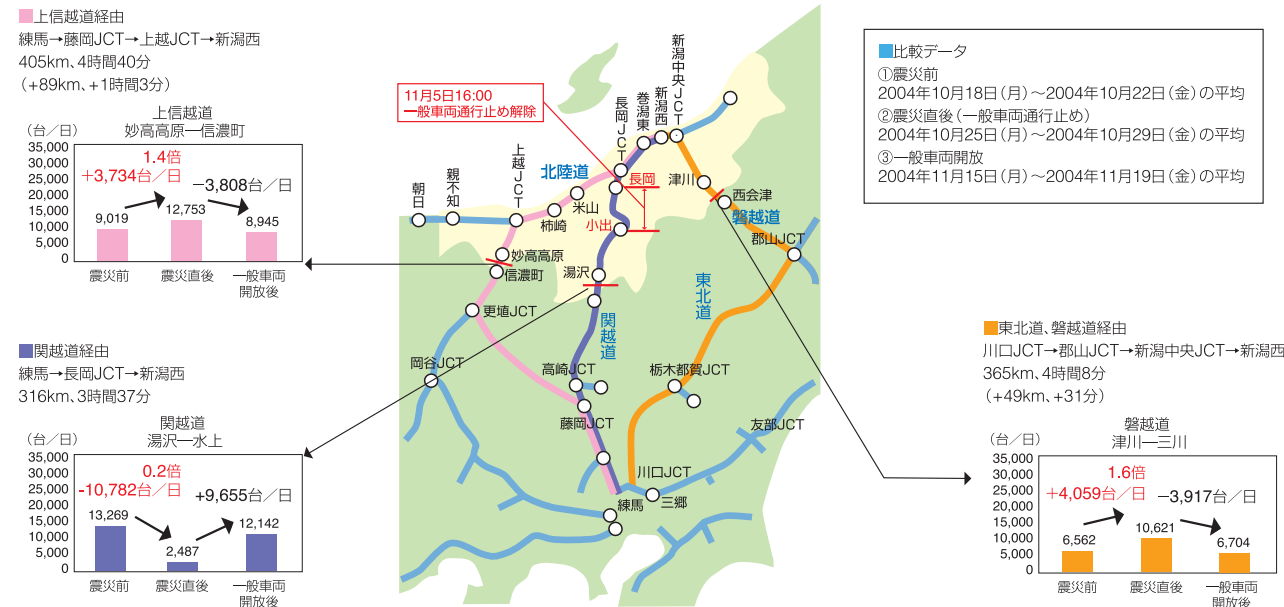 ■上信越道経由
練馬→藤岡JCT→上越JCT→新潟西
405km、4時間40分
(+89km、+1時間3分)
上信越道
妙高高原―信濃町
(台／日)
35,000
30,000
25,000
20,000
15,000
10,000
5,000
0
1.4倍
+3,734台／日
−3,808台／日
9,019
12,753
8,945
震災前
震災直後
一般車両
開放後
■関越道経由
練馬→長岡JCT→新潟西
316km、3時間37分
関越道
湯沢―水上
(台／日)
35,000
30,000
25,000
20,000
15,000
10,000
5,000
0
0.2倍
-10,782台／日
+9,655台／日
13,269
2,487
12,142
震災前
震災直後
一般車両
開放後
11月5日16:00
一般車両通行止め解除
朝日
親不知
上越JCT
北陸道
柿崎
米山
長岡JCT
巻潟東
新潟西
新潟中央JCT
長岡
小出
津川
西会津
磐越道
郡山JCT
妙高高原
信濃町
湯沢
更埴JCT
関越道
東北道
岡谷JCT
高崎JCT
栃木都賀JCT
藤岡JCT
友部JCT
川口JCT
練馬
三郷
■比較データ
①震災前
2004年10月18日(月)〜2004年10月22日(金)の平均
②震災直後(一般車両通行止め)
2004年10月25日(月)〜2004年10月29日(金)の平均
③一般車両開放
2004年11月15日(月)〜2004年11月19日(金)の平均
■東北道、磐越道経由
川口JCT→郡山JCT→新潟中央JCT→新潟西
365km、4時間8分
(+49km、+31分)
磐越道
津川―三川
(台／日)
35,000
30,000
25,000
20,000
15,000
10,000
5,000
0
1.6倍
+4,059台／日
−3,917台／日
6,562
10,621
6,704
震災前
震災直後
一般車両
開放後